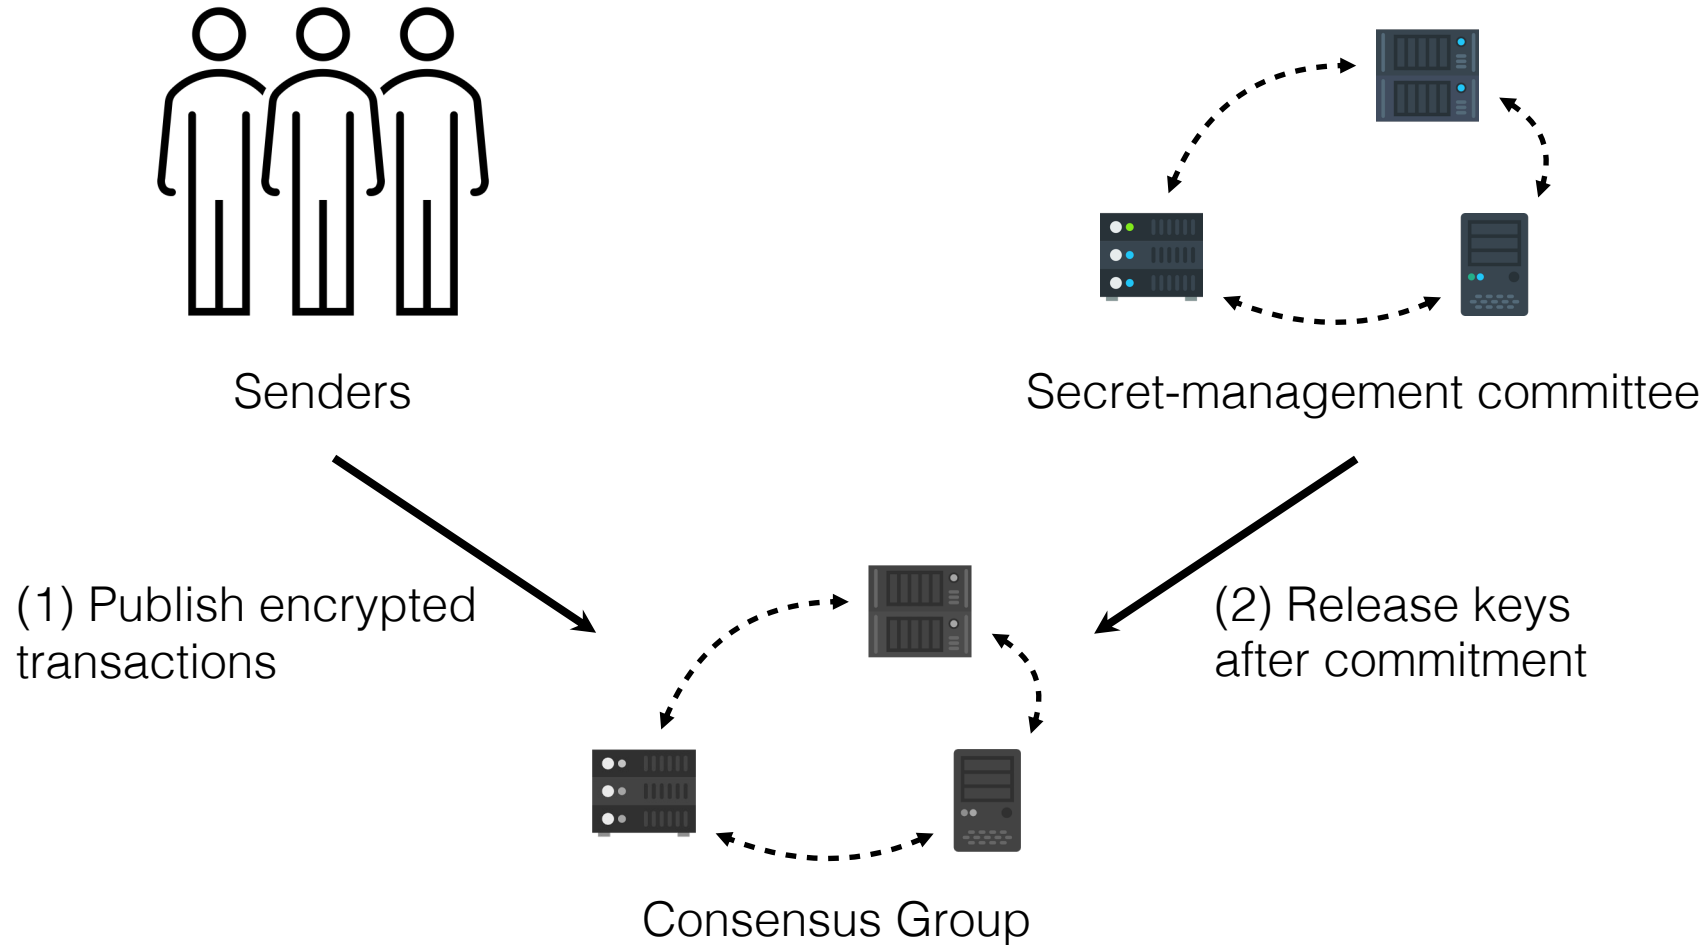 Senders
Secret-management committee
(1) Publish encrypted
transactions
(2) Release keys
after commitment
Consensus Group